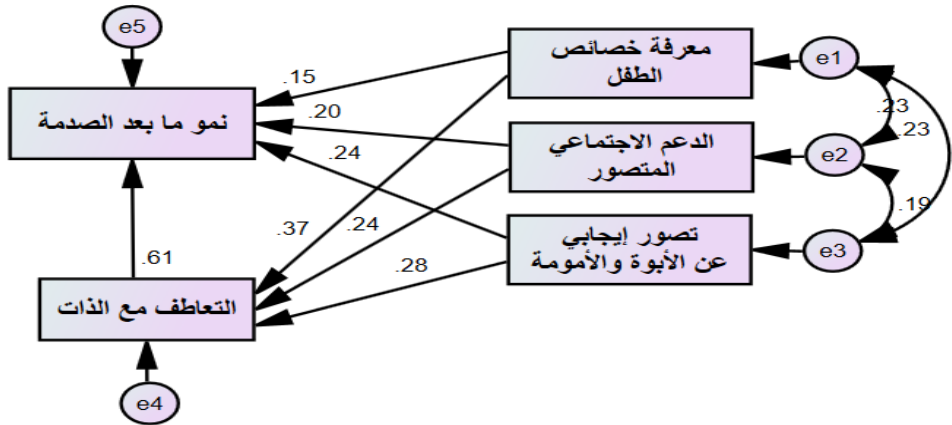 e5
معرفة خصائص
الطفل
e1
.15
.23
نمو ما بعد الصدمة
.20
.23
الدعم الاجتماعي
المتصور
e2
.24
.37
.24
.19
تصور إيجابي
عن الأبوة والأمومة
e3
.61
.28
التعاطف مع الذات
e4